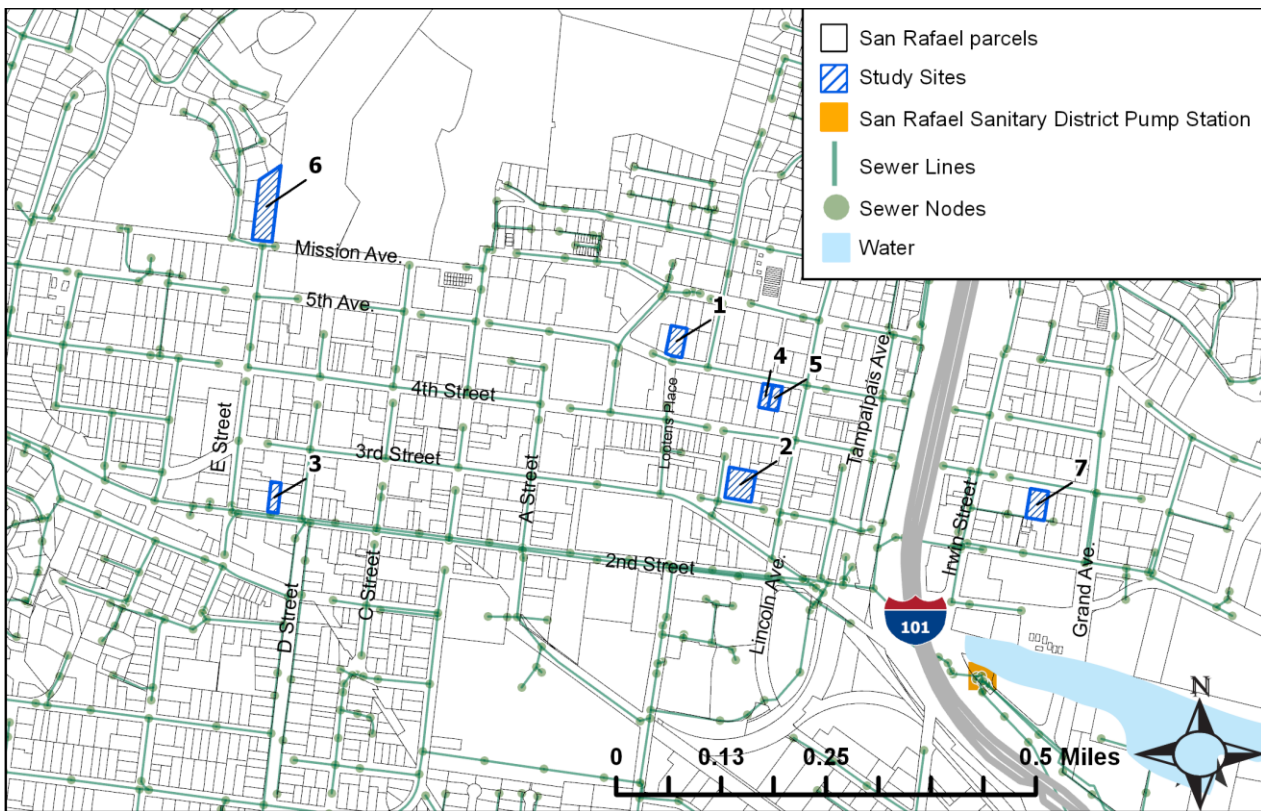 San Rafael parcels
Study Sites
San Rafael Sanitary District Pump Station
Sewer Lines
Sewer Nodes
Water
6
Mission Ave.
5th Ave.
1
4
5
4th Street
Lootens Place
Tampalpais Ave.
E Street
3rd Street
3
A Street
2
7
Irwin Street
2nd Street
C Street
D Street
Lincoln Ave.
Grand Ave.
101
N
0
0.13
0.25
0.5 Miles